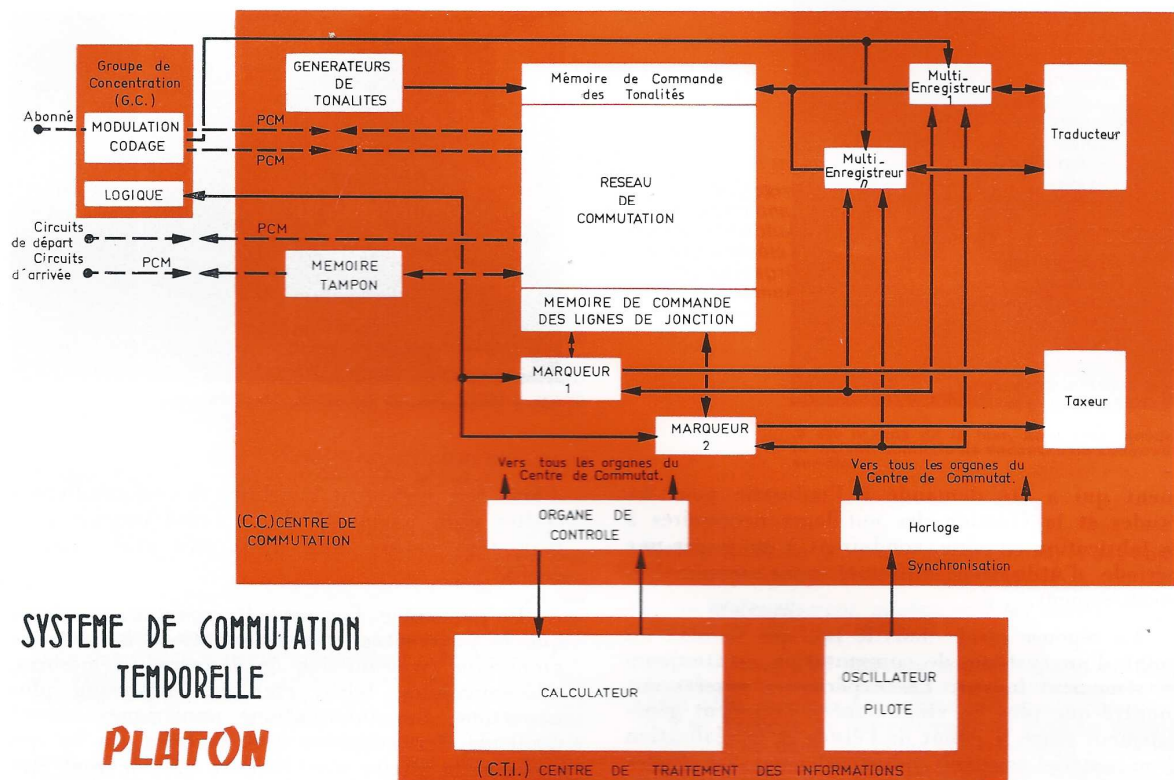 Groupe de
Concentration
(G.C.)
Abonné
MODULATION
CODAGE
LOGIQUE
PCM
PCM
GENERATEURS
DE
TONALITES
Mémoire de Commande
des Tonalités
RESEAU
DE
COMMUTATION
MEMOIRE DE COMMANDE
DES LIGNES DE JONCTION
Multi-
Enregistreur
1
Multi-
Enregistreur
n
Traducteur
Circuits
de départ
PCM
Circuits
d'arrivée
PCM
MEMOIRE
TAMPON
MARQUEUR
1
MARQUEUR
2
Taxeur
Vers tous les organes du
Centre de Commutat.
Vers tous les organes du
Centre de Commutat.
ORGANE DE
CONTROLE
Horloge
Synchronisation
(C.C.) CENTRE DE
COMMUTATION
SYSTEME DE COMMUTATION
TEMPORELLE
PLATON
CALCULATEUR
OSCILLATEUR
PILOTE
(C.T.I.) CENTRE DE TRAITEMENT DES INFORMATIONS